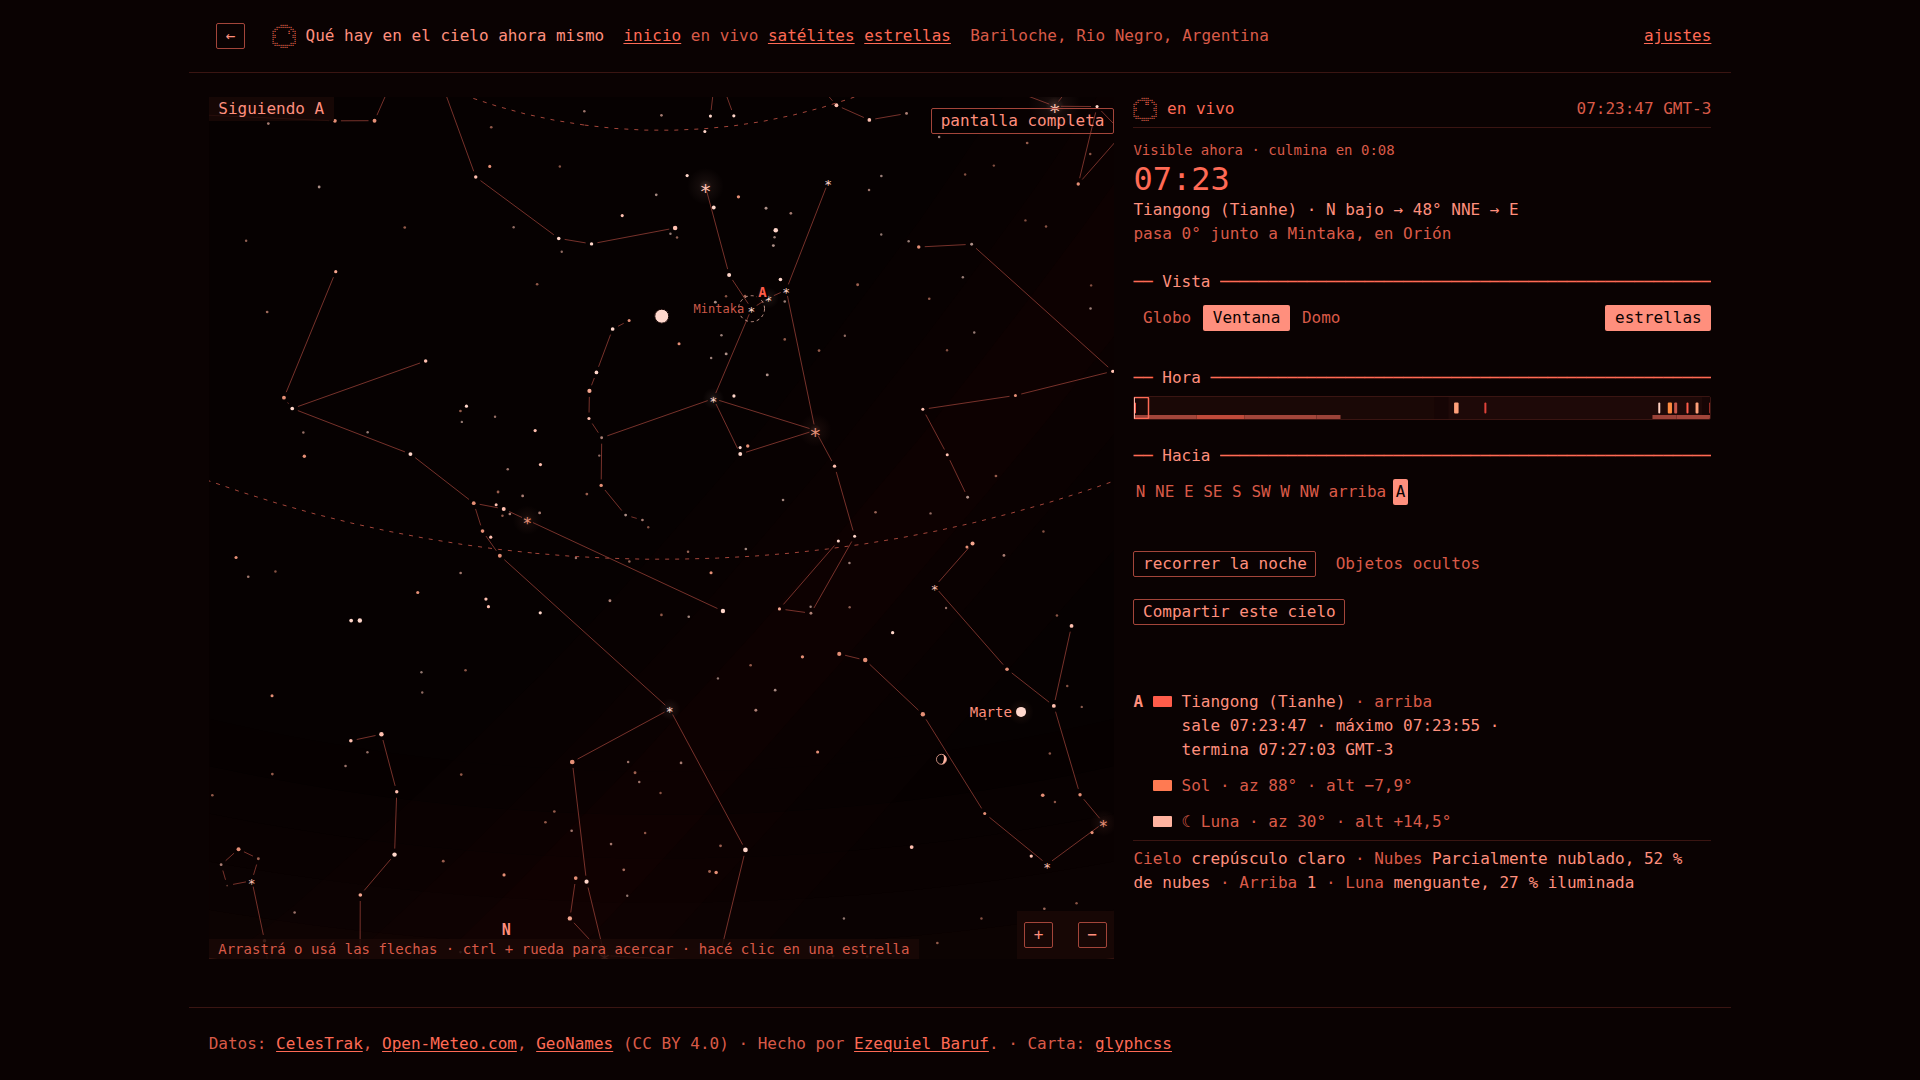 ← Qué hay en el cielo ahora mismo inicio en vivo satélites estrellas Bariloche, Rio Negro, Argentina ajustes
Siguiendo A
pantalla completa
A
Mintaka
Marte
N
Arrastrá o usá las flechas · ctrl + rueda para acercar · hacé clic en una estrella
+ −
en vivo 07:23:47 GMT-3
Visible ahora · culmina en 0:08
07:23
Tiangong (Tianhe) · N bajo → 48° NNE → E
pasa 0° junto a Mintaka, en Orión
Vista
Globo Ventana Domo estrellas
Hora
Hacia
N NE E SE S SW W NW arriba A
recorrer la noche Objetos ocultos
Compartir este cielo
A Tiangong (Tianhe) · arriba
sale 07:23:47 · máximo 07:23:55 ·
termina 07:27:03 GMT-3
Sol · az 88° · alt −7,9°
☾ Luna · az 30° · alt +14,5°
Cielo crepúsculo claro · Nubes Parcialmente nublado, 52 %
de nubes · Arriba 1 · Luna menguante, 27 % iluminada
Datos: CelesTrak, Open-Meteo.com, GeoNames (CC BY 4.0) · Hecho por Ezequiel Baruf. · Carta: glyphcss